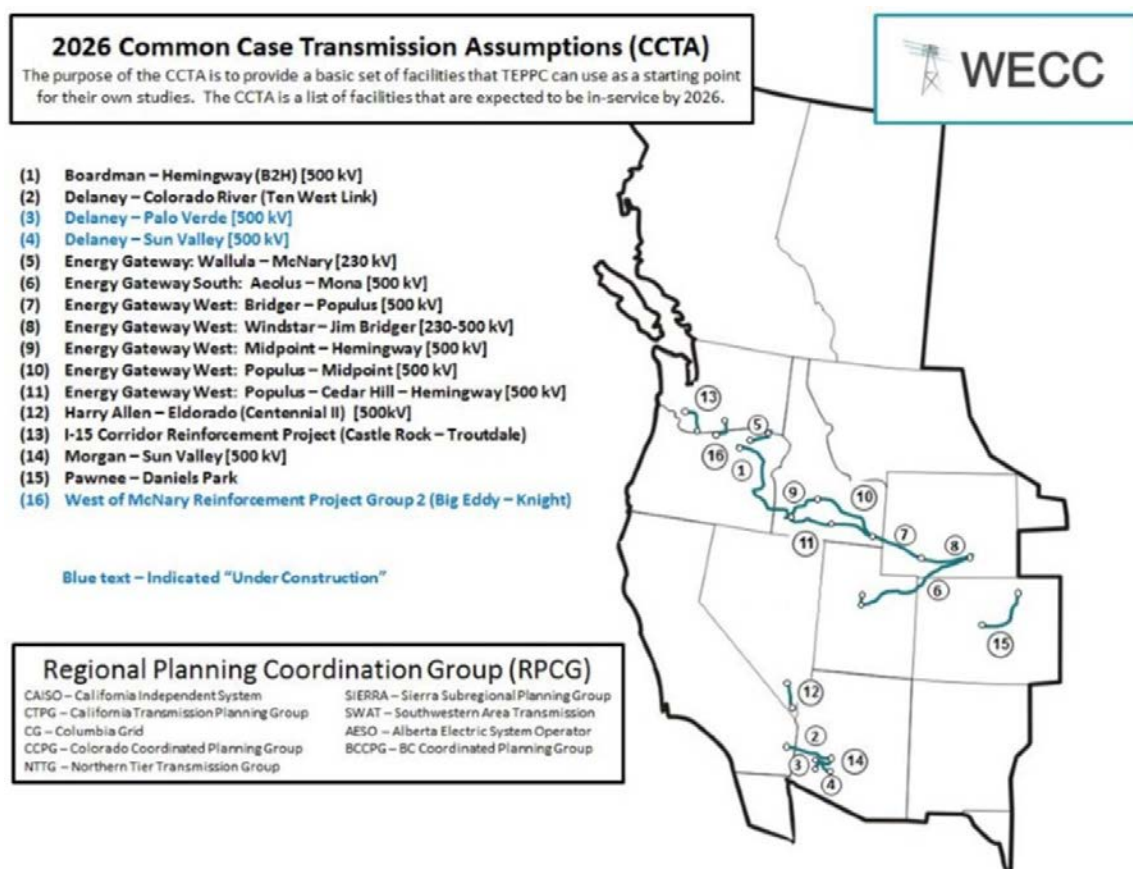 2026 Common Case Transmission Assumptions (CCTA)
The purpose of the CCTA is to provide a basic set of facilities that TEPPC can use as a starting point
for their own studies. The CCTA is a list of facilities that are expected to be in-service by 2026.
WECC
(1) Boardman – Hemingway (B2H) [500 kV]
(2) Delaney – Colorado River (Ten West Link)
(3) Delaney – Palo Verde [500 kV]
(4) Delaney – Sun Valley [500 kV]
(5) Energy Gateway: Wallula – McNary [230 kV]
(6) Energy Gateway South: Aeolus – Mona [500 kV]
(7) Energy Gateway West: Bridger – Populus [500 kV]
(8) Energy Gateway West: Windstar – Jim Bridger [230-500 kV]
(9) Energy Gateway West: Midpoint – Hemingway [500 kV]
(10) Energy Gateway West: Populus – Midpoint [500 kV]
(11) Energy Gateway West: Populus – Cedar Hill – Hemingway [500 kV]
(12) Harry Allen – Eldorado (Centennial II) [500kV]
(13) I-15 Corridor Reinforcement Project (Castle Rock – Troutdale)
(14) Morgan – Sun Valley [500 kV]
(15) Pawnee – Daniels Park
(16) West of McNary Reinforcement Project Group 2 (Big Eddy – Knight)
Blue text – Indicated “Under Construction”
13
5
16
1
9
10
11
7
8
6
15
12
2
3
14
4
Regional Planning Coordination Group (RPCG)
CAISO – California Independent System
CTPG – California Transmission Planning Group
CG – Columbia Grid
CCPG – Colorado Coordinated Planning Group
NTTG – Northern Tier Transmission Group
SIERRA – Sierra Subregional Planning Group
SWAT – Southwestern Area Transmission
AESO – Alberta Electric System Operator
BCCPG – BC Coordinated Planning Group